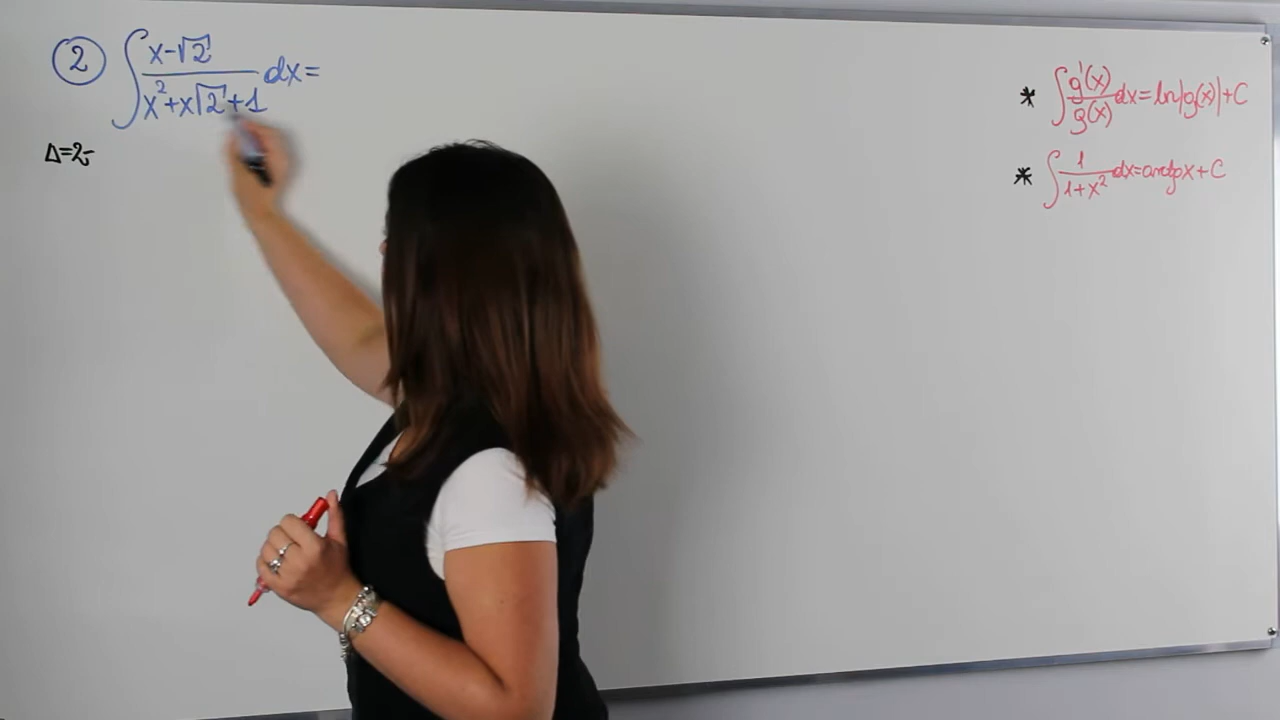 ② ∫ (x-√2)/(x²+x√2+1) dx=
Δ=2-
* ∫ g'(x)/g(x) dx=ln|g(x)|+C
* ∫ 1/(1+x²) dx=arctgx+C